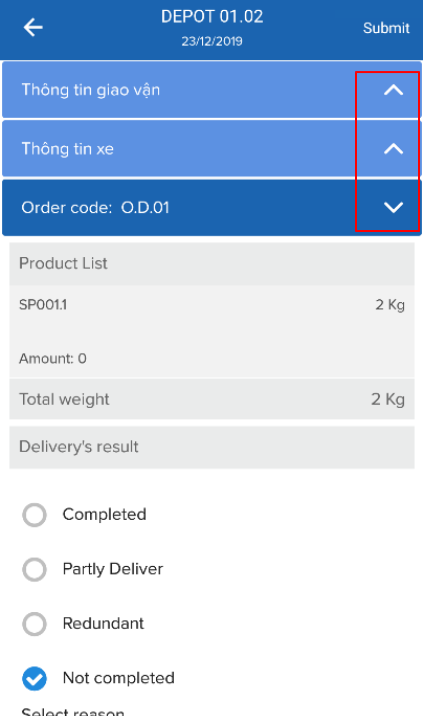 DEPOT 01.02
Submit
23/12/2019
Thông tin giao vận
Thông tin xe
Order code: O.D.01
Product List
SP001.1 2 Kg
Amount: 0
Total weight 2 Kg
Delivery's result
Completed
Partly Deliver
Redundant
Not completed
Select reason